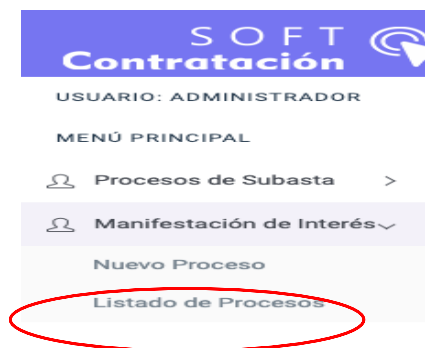 SOFT
Contratación
USUARIO: ADMINISTRADOR
MENÚ PRINCIPAL
Procesos de Subasta >
Manifestación de Interés
Nuevo Proceso
Listado de Procesos